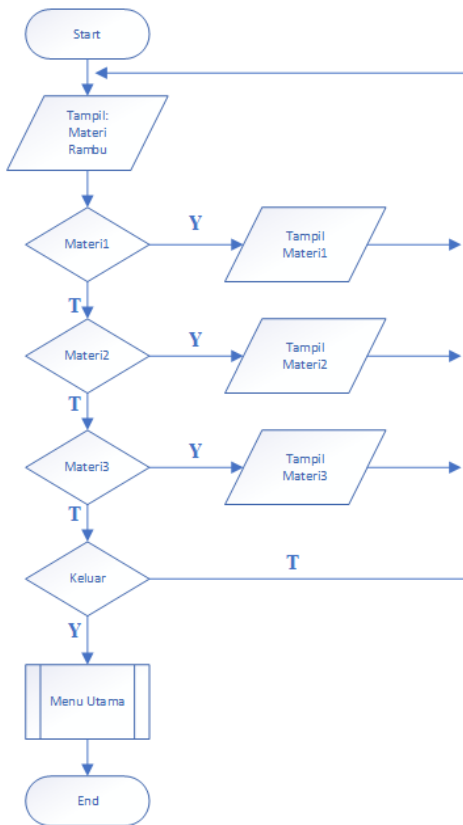 Start
Tampil:
Materi
Rambu
Materi1
Y
Tampil
Materi1
T
Materi2
Y
Tampil
Materi2
T
Materi3
Y
Tampil
Materi3
T
Keluar
T
Y
Menu Utama
End